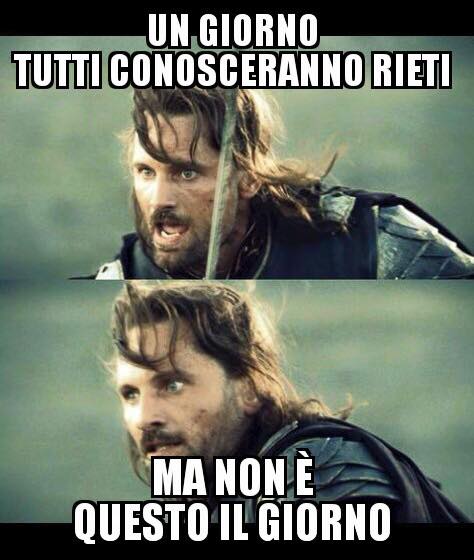 UN GIORNO
TUTTI CONOSCERANNO RIETI
MA NON È
QUESTO IL GIORNO